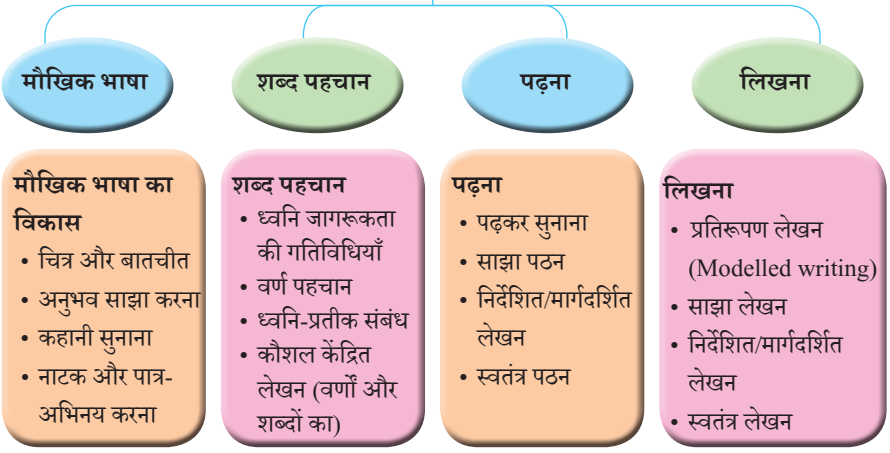 मौखिक भाषा
शब्द पहचान
पढ़ना
लिखना
मौखिक भाषा का
विकास
• चित्र और बातचीत
• अनुभव साझा करना
• कहानी सुनाना
• नाटक और पात्र-
अभिनय करना
शब्द पहचान
• ध्वनि जागरूकता
की गतिविधियाँ
• वर्ण पहचान
• ध्वनि-प्रतीक संबंध
• कौशल केंद्रित
लेखन (वर्णों और
शब्दों का)
पढ़ना
• पढ़कर सुनाना
• साझा पठन
• निर्देशित/मार्गदर्शित
लेखन
• स्वतंत्र पठन
लिखना
• प्रतिरूपण लेखन
(Modelled writing)
• साझा लेखन
• निर्देशित/मार्गदर्शित
लेखन
• स्वतंत्र लेखन